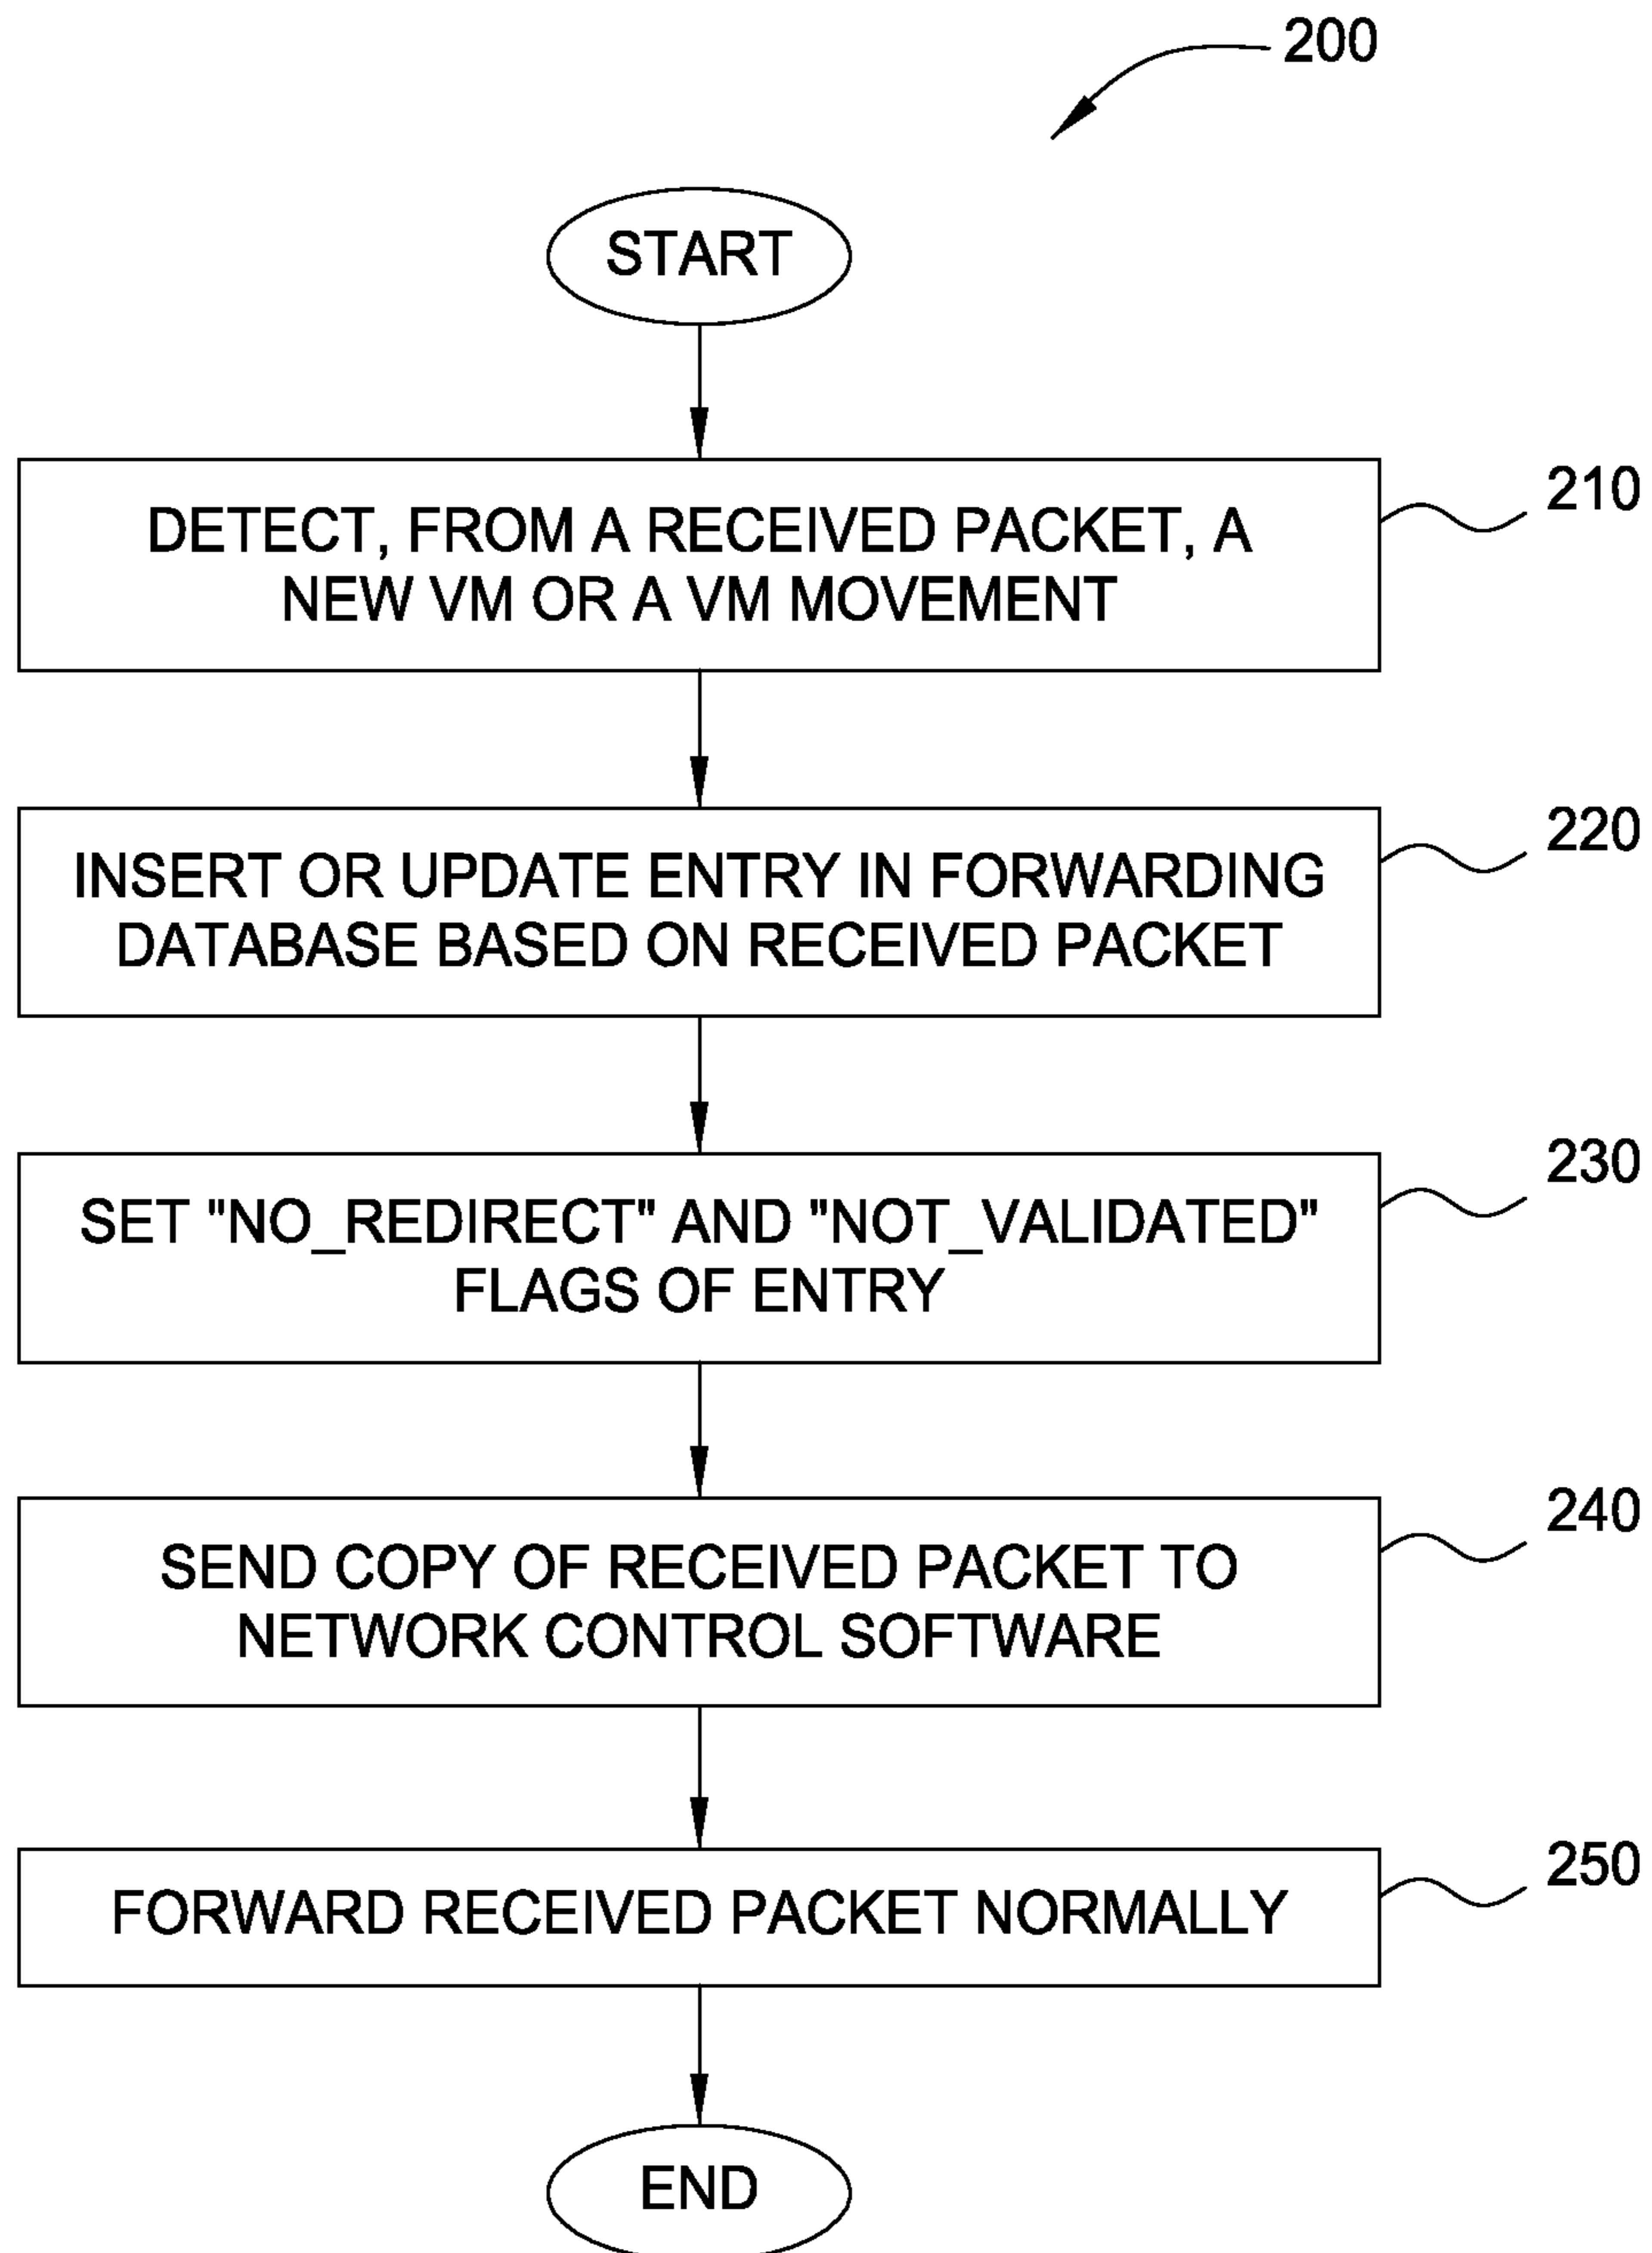 200
START
DETECT, FROM A RECEIVED PACKET, A
NEW VM OR A VM MOVEMENT
210
INSERT OR UPDATE ENTRY IN FORWARDING
DATABASE BASED ON RECEIVED PACKET
220
SET "NO_REDIRECT" AND "NOT_VALIDATED"
FLAGS OF ENTRY
230
SEND COPY OF RECEIVED PACKET TO
NETWORK CONTROL SOFTWARE
240
FORWARD RECEIVED PACKET NORMALLY
250
END